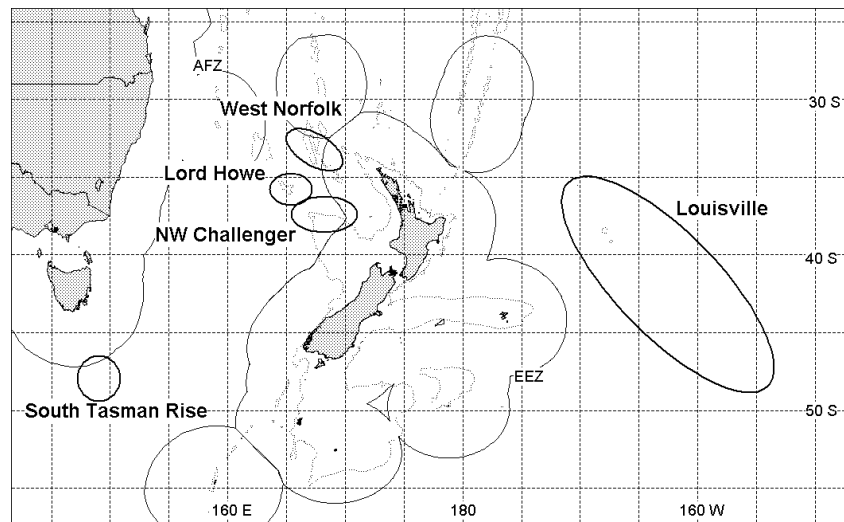 AFZ
West Norfolk
30 S
Lord Howe
Louisville
NW Challenger
40 S
EEZ
South Tasman Rise
50 S
160 E
180
160 W